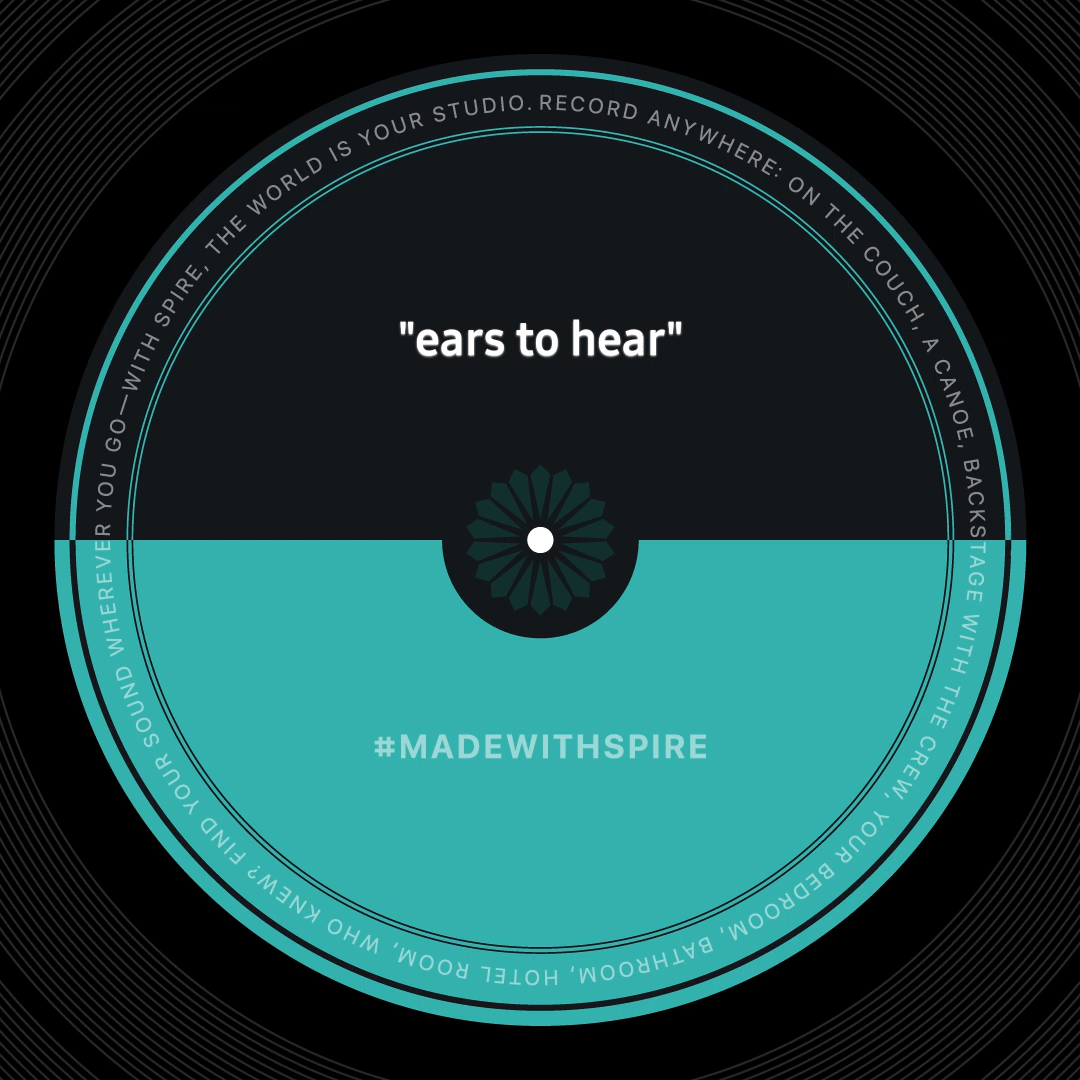 RECORD ANYWHERE: ON THE COUCH, A CANOE, BACKSTAGE WITH THE CREW, YOUR BEDROOM, BATHROOM, HOTEL ROOM, WHO KNEW? FIND YOUR SOUND WHEREVER YOU GO—WITH SPIRE, THE WORLD IS YOUR STUDIO.
"ears to hear"
#MADEWITHSPIRE